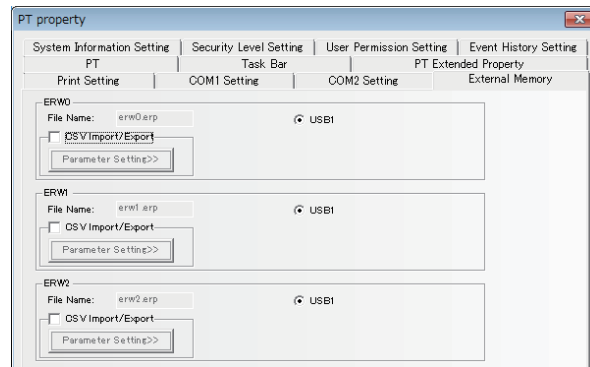 PT property
System Information Setting Security Level Setting User Permission Setting Event History Setting
PT Task Bar PT Extended Property
Print Setting COM1 Setting COM2 Setting External Memory
ERW0
File Name: erw0.erp USB1
CSV Import/Export
Parameter Setting>>
ERW1
File Name: erw1.erp USB1
CSV Import/Export
Parameter Setting>>
ERW2
File Name: erw2.erp USB1
CSV Import/Export
Parameter Setting>>